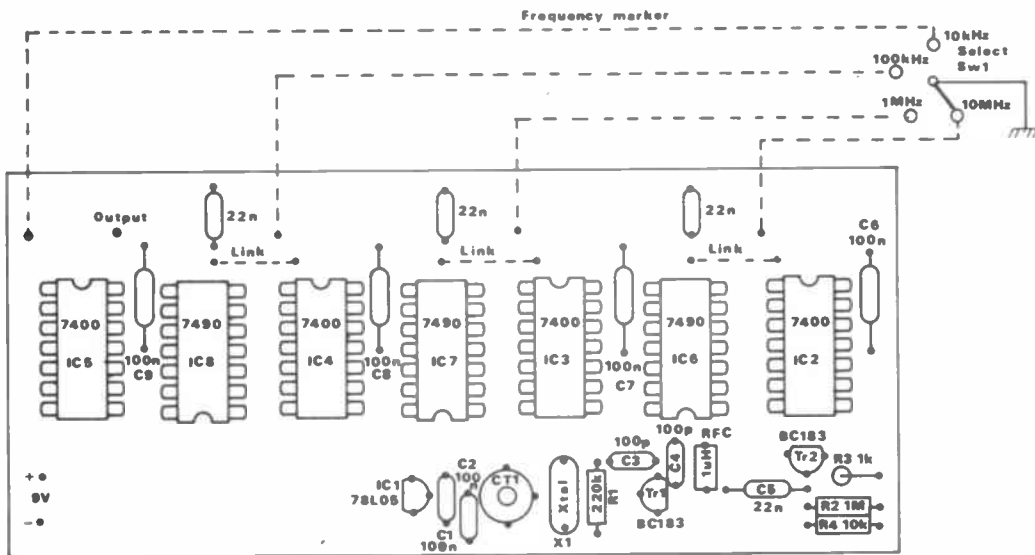 Frequency marker
10kHz
Select
Sw1
100kHz
1MHz
10MHz
Output
22n
22n
22n
C6
100n
Link
Link
Link
7400
IC5
100n
C9
7490
IC8
7400
IC4
100n
C8
7490
IC7
7400
IC3
100n
C7
7490
IC6
7400
IC2
+
9V
-
IC1
78L05
C1
100n
C2
100n
CT1
Xtal
X1
220k
R1
100p
C3
100p
C4
Tr1
BC183
RFC
1uH
C5
22n
BC183
Tr2
R3 1k
R2 1M
R4 10k